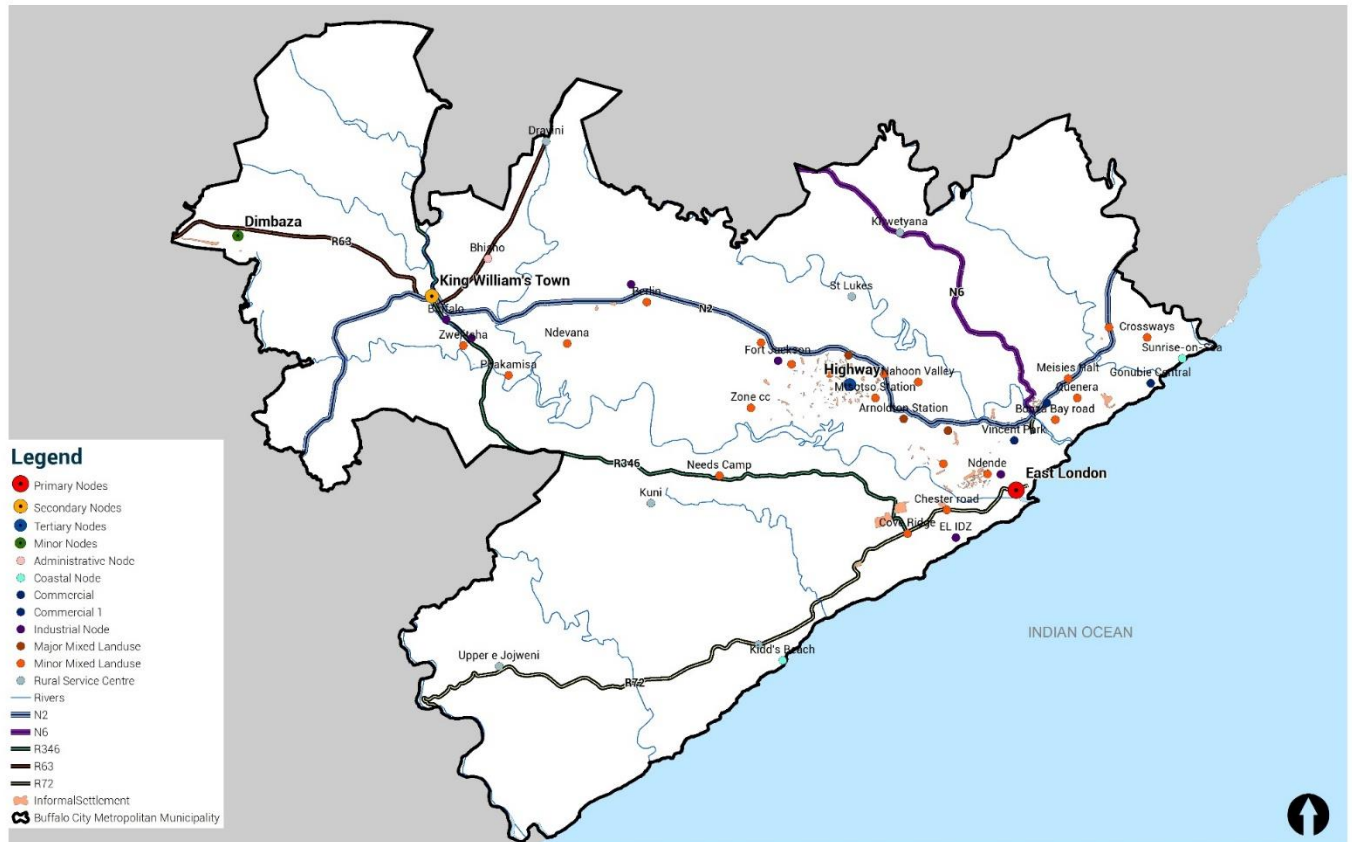 Drayini
Dimbaza
R63
Bhisho
King William's Town
Buffalo
Zwelitsha
Phakamisa
Ndevana
Berlin
N2
Khwetyana
N6
St Lukes
Fort Jackson
Highway
Nahoon Valley
Mtsotso Station
Zone cc
Arnoldton Station
Crossways
Sunrise-on-Sea
Meisies Halt
Gonubie Central
Quenera
Bonza Bay road
Vincent Park
R346
Needs Camp
Kuni
Ndende
East London
Chester road
Cove Ridge
EL IDZ
INDIAN OCEAN
Kidd's Beach
Upper e Jojweni
R72
Legend
Primary Nodes
Secondary Nodes
Tertiary Nodes
Minor Nodes
Administrative Node
Coastal Node
Commercial
Commercial 1
Industrial Node
Major Mixed Landuse
Minor Mixed Landuse
Rural Service Centre
Rivers
N2
N6
R346
R63
R72
InformalSettlement
Buffalo City Metropolitan Municipality